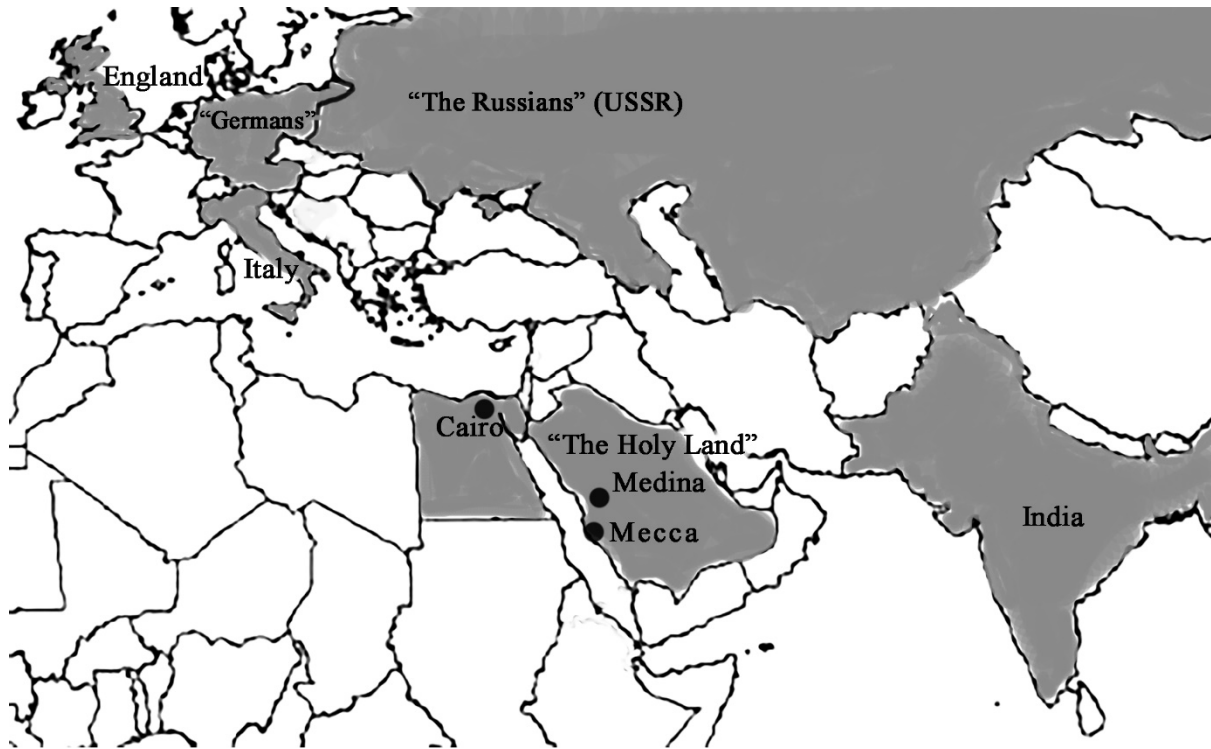 England
“The Russians” (USSR)
“Germans”
Italy
Cairo
“The Holy Land”
Medina
Mecca
India